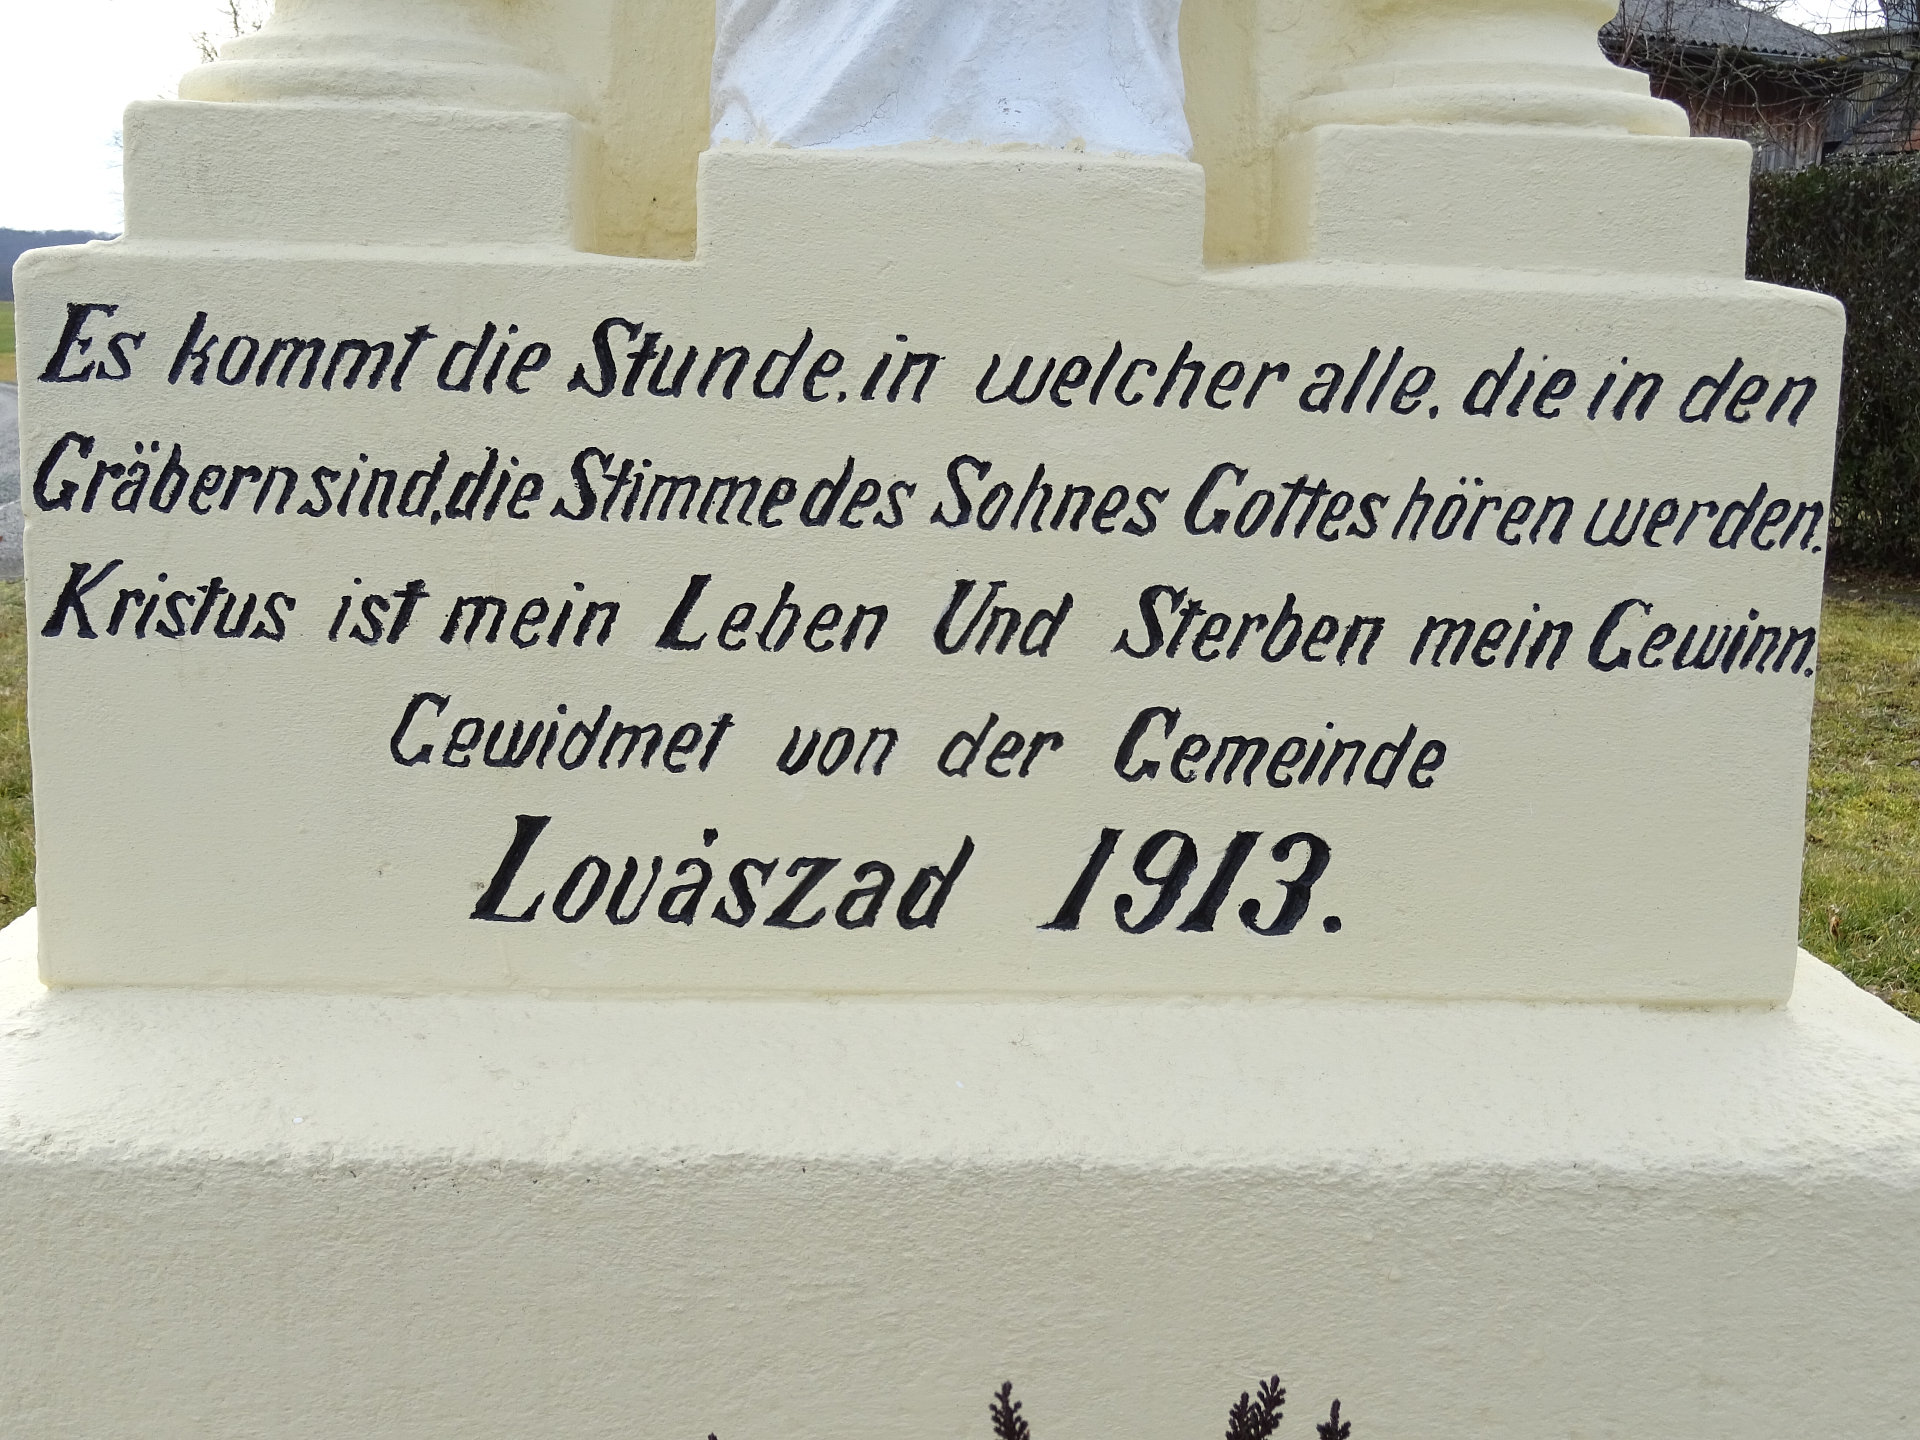 Es kommt die Stunde, in welcher alle, die in den
Gräbern sind, die Stimme des Sohnes Gottes hören werden.
Kristus ist mein Leben Und Sterben mein Gewinn.
Gewidmet von der Gemeinde
Lovászad 1913.